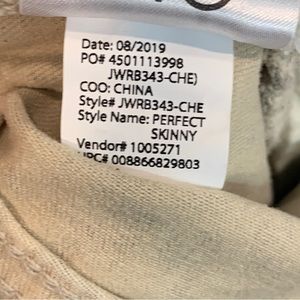 Date: 08/2019
PO# 4501113998
JWRB343-CHE)
COO: CHINA
Style# JWRB343-CHE
Style Name: PERFECT
SKINNY
Vendor# 1005271
UPC# 008866829803